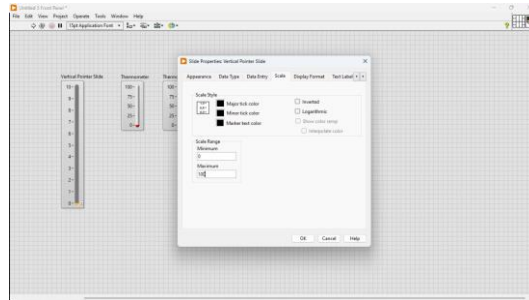 Untitled 3 Front Panel *
File Edit View Project Operate Tools Window Help
15pt Application Font
Vertical Pointer Slide
Thermometer
10-
9-
8-
7-
6-
5-
4-
3-
2-
1-
0-
100-
75-
50-
25-
0-
100-
75-
50-
25-
0-
Slide Properties: Vertical Pointer Slide
Appearance Data Type Data Entry Scale Display Format Text Label
Scale Style
Major tick color
Minor tick color
Marker text color
Inverted
Logarithmic
Show color ramp
Interpolate color
Scale Range
Minimum
0
Maximum
OK Cancel Help